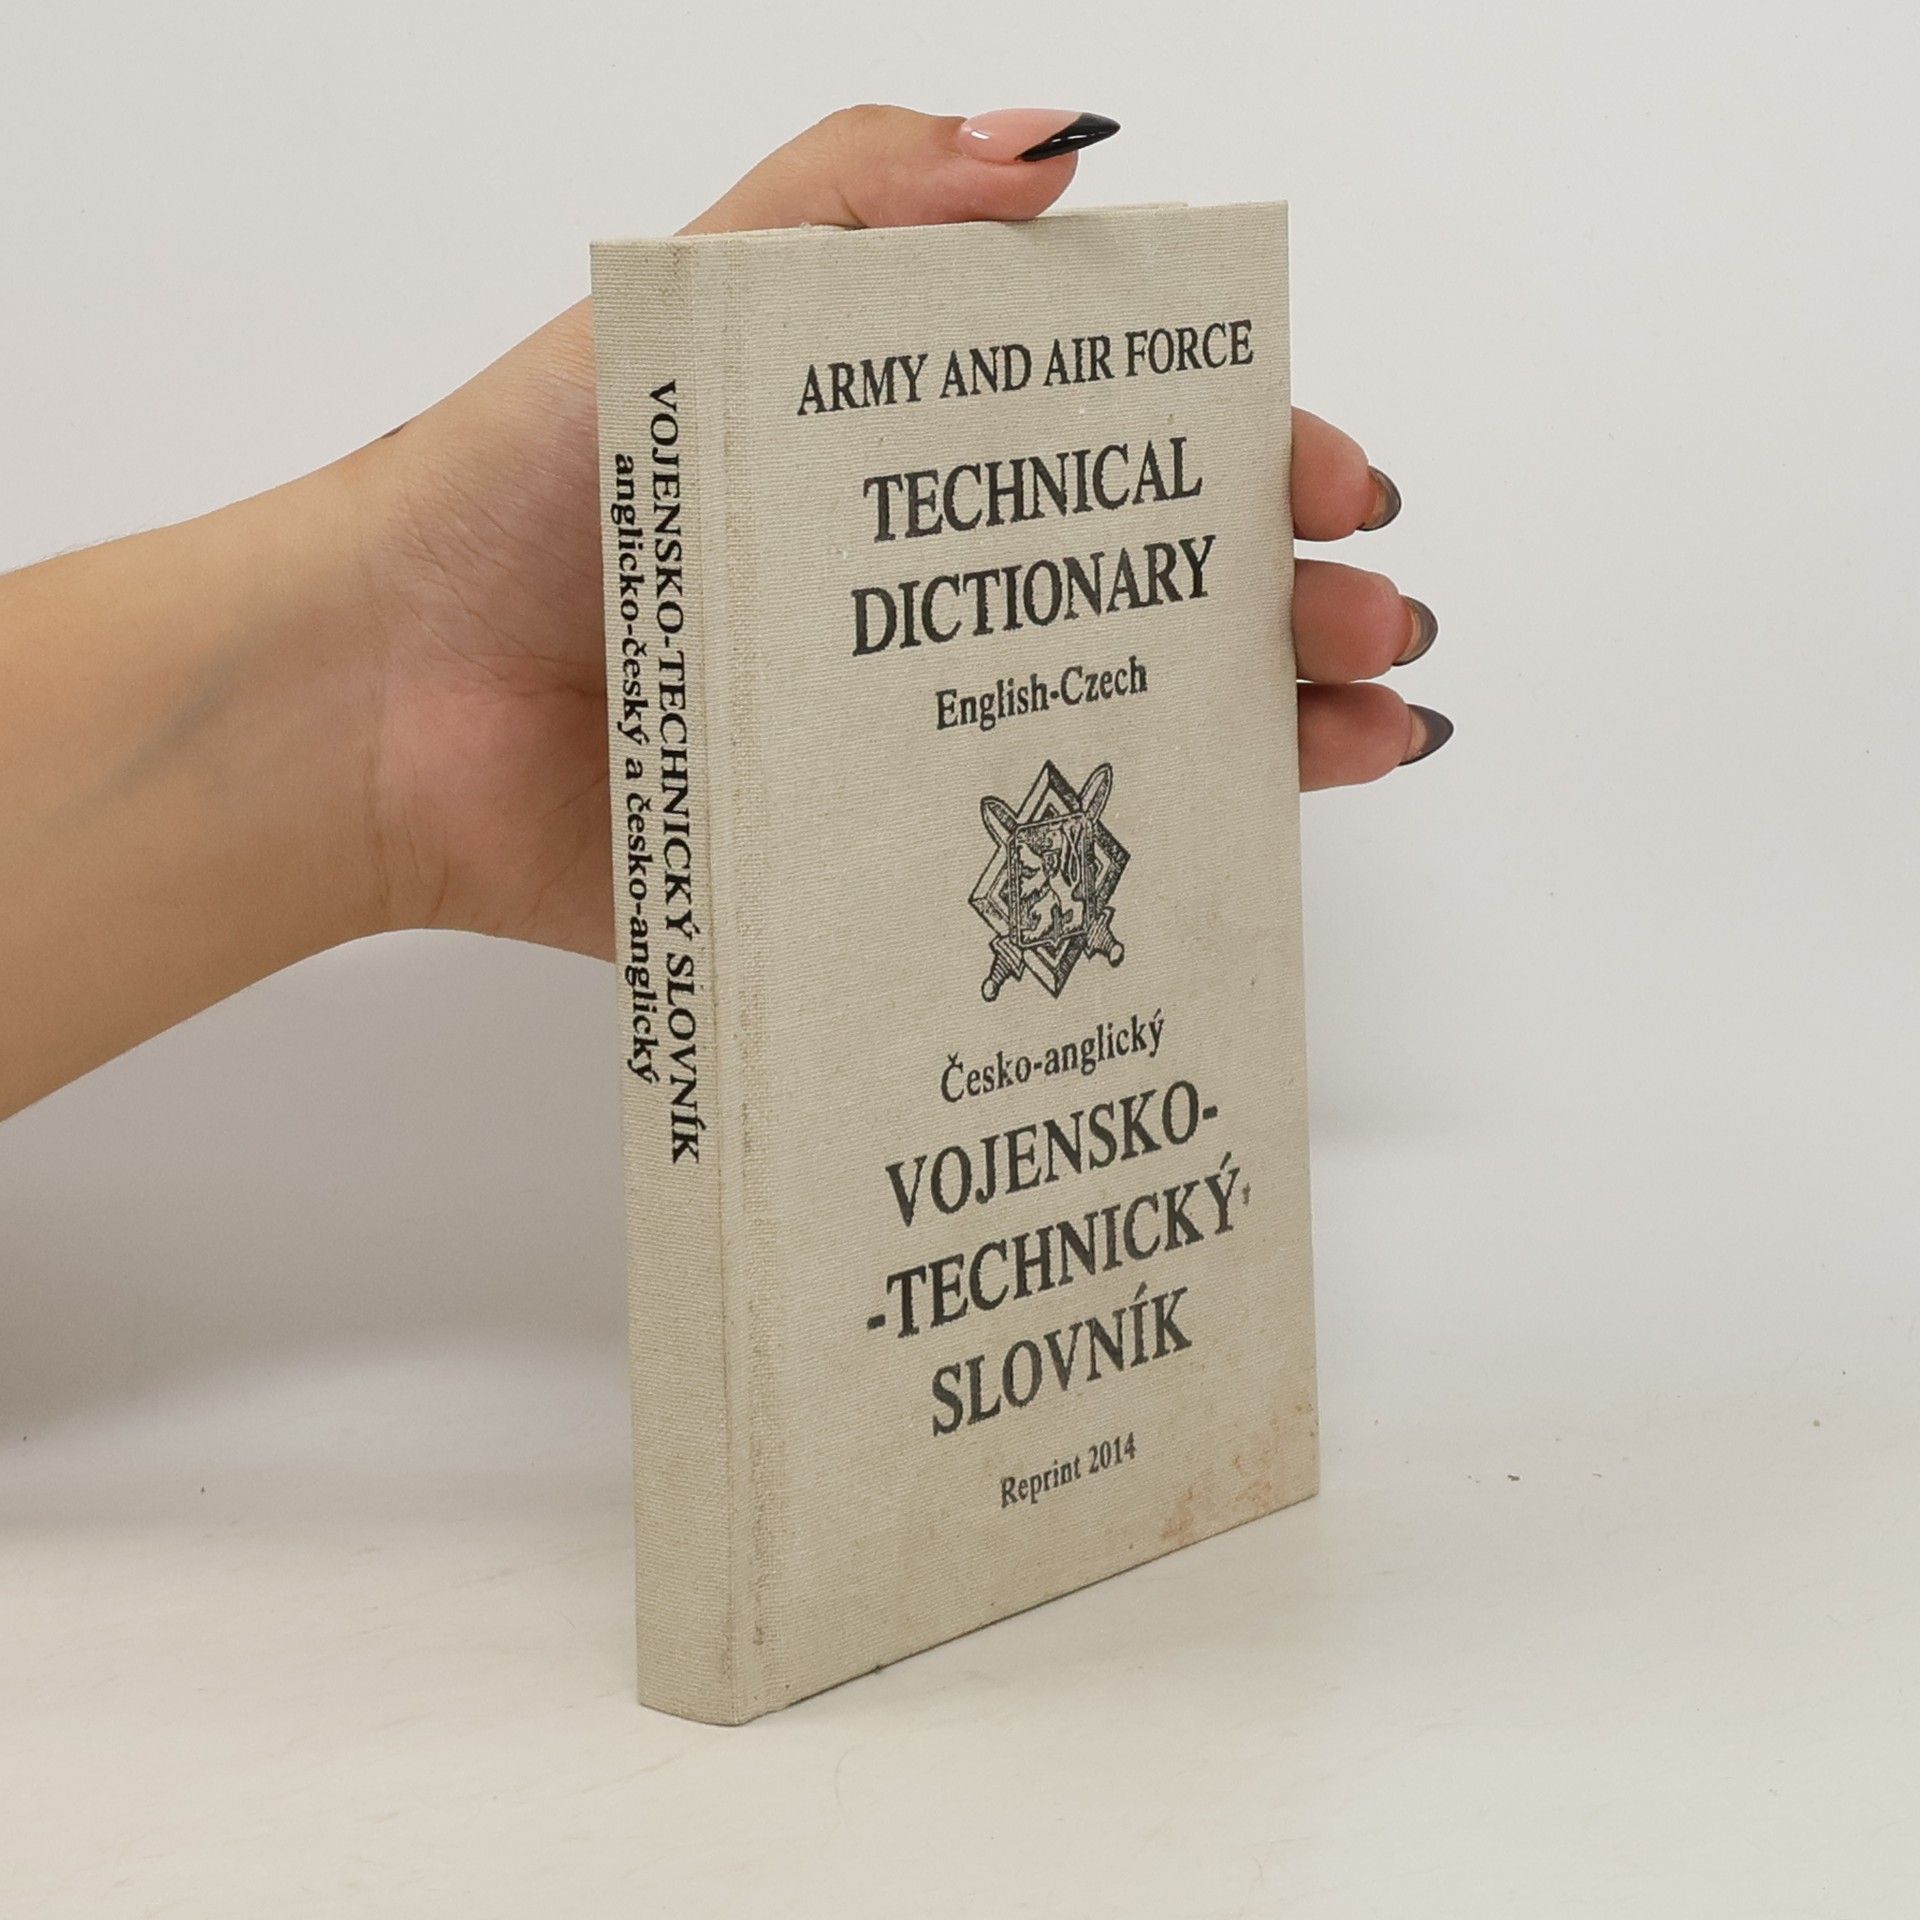 VOJENSKO-TECHNICKÝ SLOVNÍK
anglicko-český a česko-anglický
ARMY AND AIR FORCE
TECHNICAL
DICTIONARY
English-Czech
Česko-anglický
VOJENSKO-
-TECHNICKÝ
SLOVNÍK
Reprint 2014